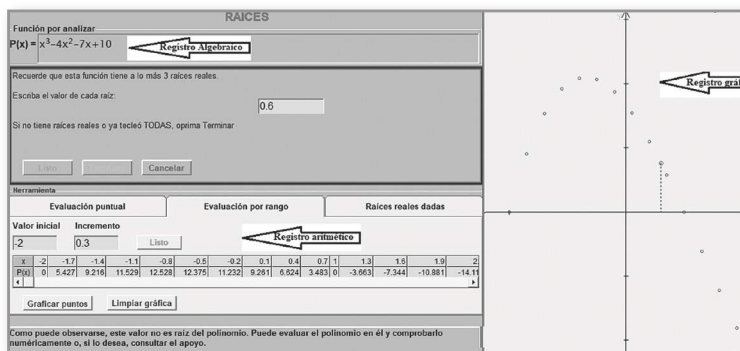 RAICES
Función por analizar
P(x) = x³-4x²-7x+10
Registro Algebraico
Registro gráf
Recuerde que esta función tiene a lo más 3 raíces reales.
Escriba el valor de cada raíz:
0.6
Si no tiene raíces reales o ya tecleó TODAS, oprima Terminar
Listo Cancelar
Herramienta
Evaluación puntual Evaluación por rango Raíces reales dadas
Valor inicial Incremento
-2 0.3 Listo
Registro aritmético
x -2 -1.7 -1.4 -1.1 -0.8 -0.5 -0.2 0.1 0.4 0.7 1 1.3 1.6 1.9 2
P(x) 0 5.427 9.216 11.529 12.528 12.375 11.232 9.261 6.624 3.483 0 -3.663 -7.344 -10.881 -14.11
Graficar puntos Limpiar gráfica
Como puede observarse, este valor no es raíz del polinomio. Puede evaluar el polinomio en él y comprobarlo
numéricamente o, si lo desea, consultar el apoyo.